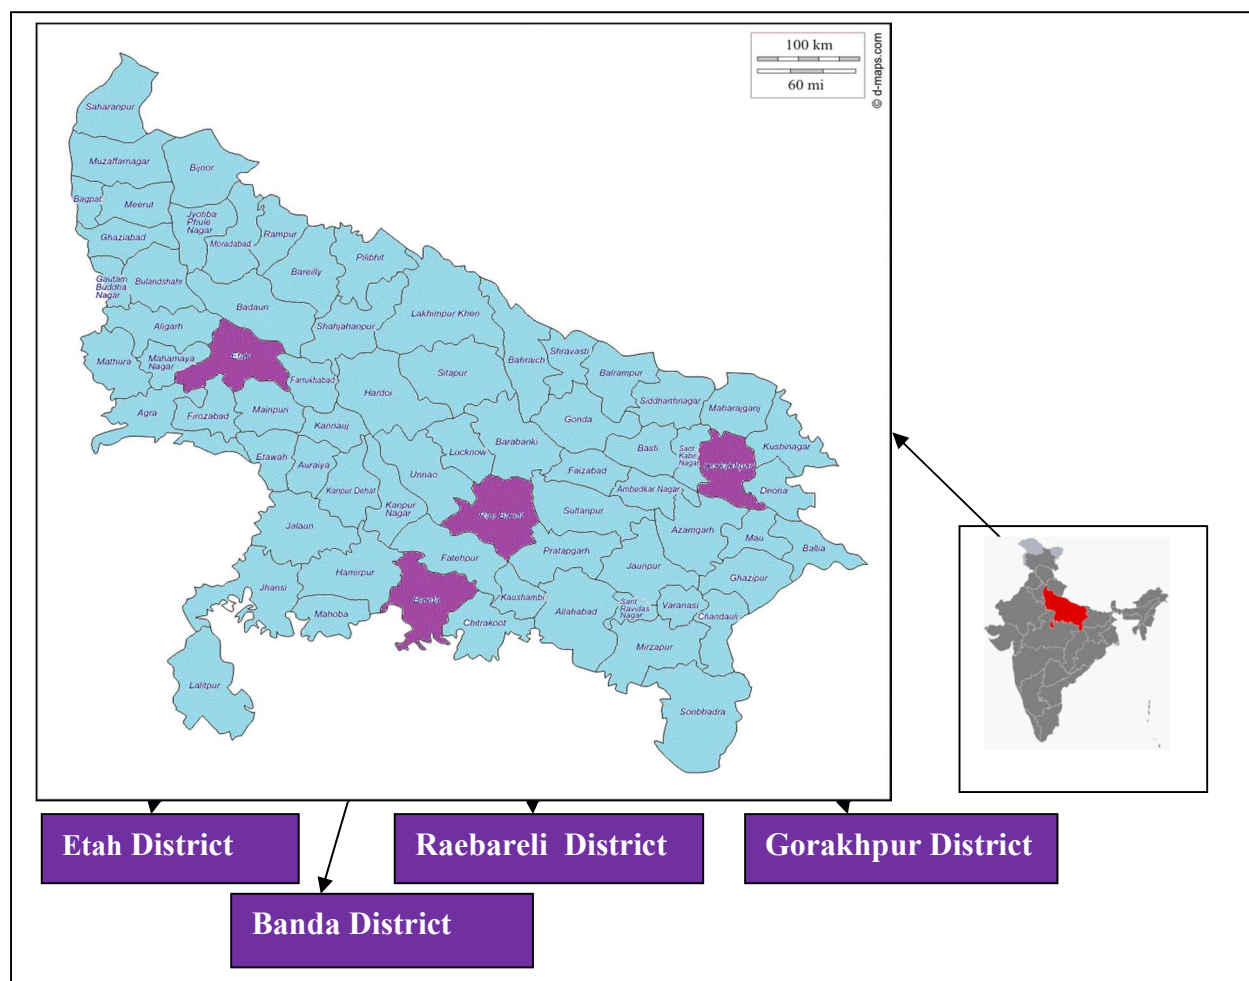 100 km
60 mi
© d-maps.com
Saharanpur
Muzaffarnagar
Bijnor
Bagpat
Meerut
Jyotiba
Phule
Nagar
Moradabad
Rampur
Ghaziabad
Bareilly
Pilibhit
Gautam
Buddha
Nagar
Bulandshahr
Badaun
Lakhimpur Kheri
Aligarh
Shahjahanpur
Mathura
Mahamaya
Nagar
Etah
Farrukhabad
Hardoi
Sitapur
Bahraich
Shravasti
Balrampur
Siddharthnagar
Maharajganj
Agra
Firozabad
Mainpuri
Kannauj
Gonda
Etawah
Auraiya
Kanpur Dehat
Kanpur
Nagar
Unnao
Lucknow
Barabanki
Faizabad
Basti
Sant
Kabir
Nagar
Kushinagar
Ambedkar Nagar
Deoria
Jalaun
Sultanpur
Azamgarh
Mau
Ballia
Fatehpur
Pratapgarh
Jaunpur
Ghazipur
Jhansi
Hamirpur
Mahoba
Kaushambi
Allahabad
Sant
Ravidas
Nagar
Varanasi
Chandauli
Chitrakoot
Mirzapur
Lalitpur
Sonbhadra
Etah District
Raebareli District
Gorakhpur District
Banda District